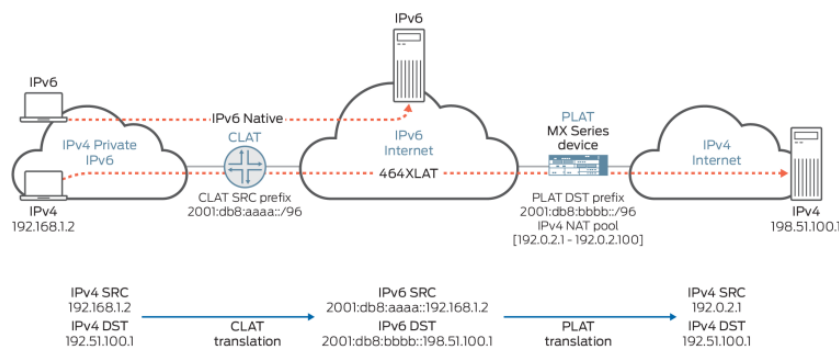 IPv6
IPv6
IPv6 Native
CLAT
IPv4 Private
IPv6
IPv6
Internet
PLAT
MX Series
device
IPv4
Internet
464XLAT
IPv4
192.168.1.2
CLAT SRC prefix
2001:db8:aaaa::/96
PLAT DST prefix
2001:db8:bbbb::/96
IPv4 NAT pool
[192.0.2.1 - 192.0.2.100]
IPv4
198.51.100.1
IPv4 SRC
192.168.1.2
IPv4 DST
192.51.100.1
CLAT
translation
IPv6 SRC
2001:db8:aaaa::192.168.1.2
IPv6 DST
2001:db8:bbbb::198.51.100.1
PLAT
translation
IPv4 SRC
192.0.2.1
IPv4 DST
192.51.100.1